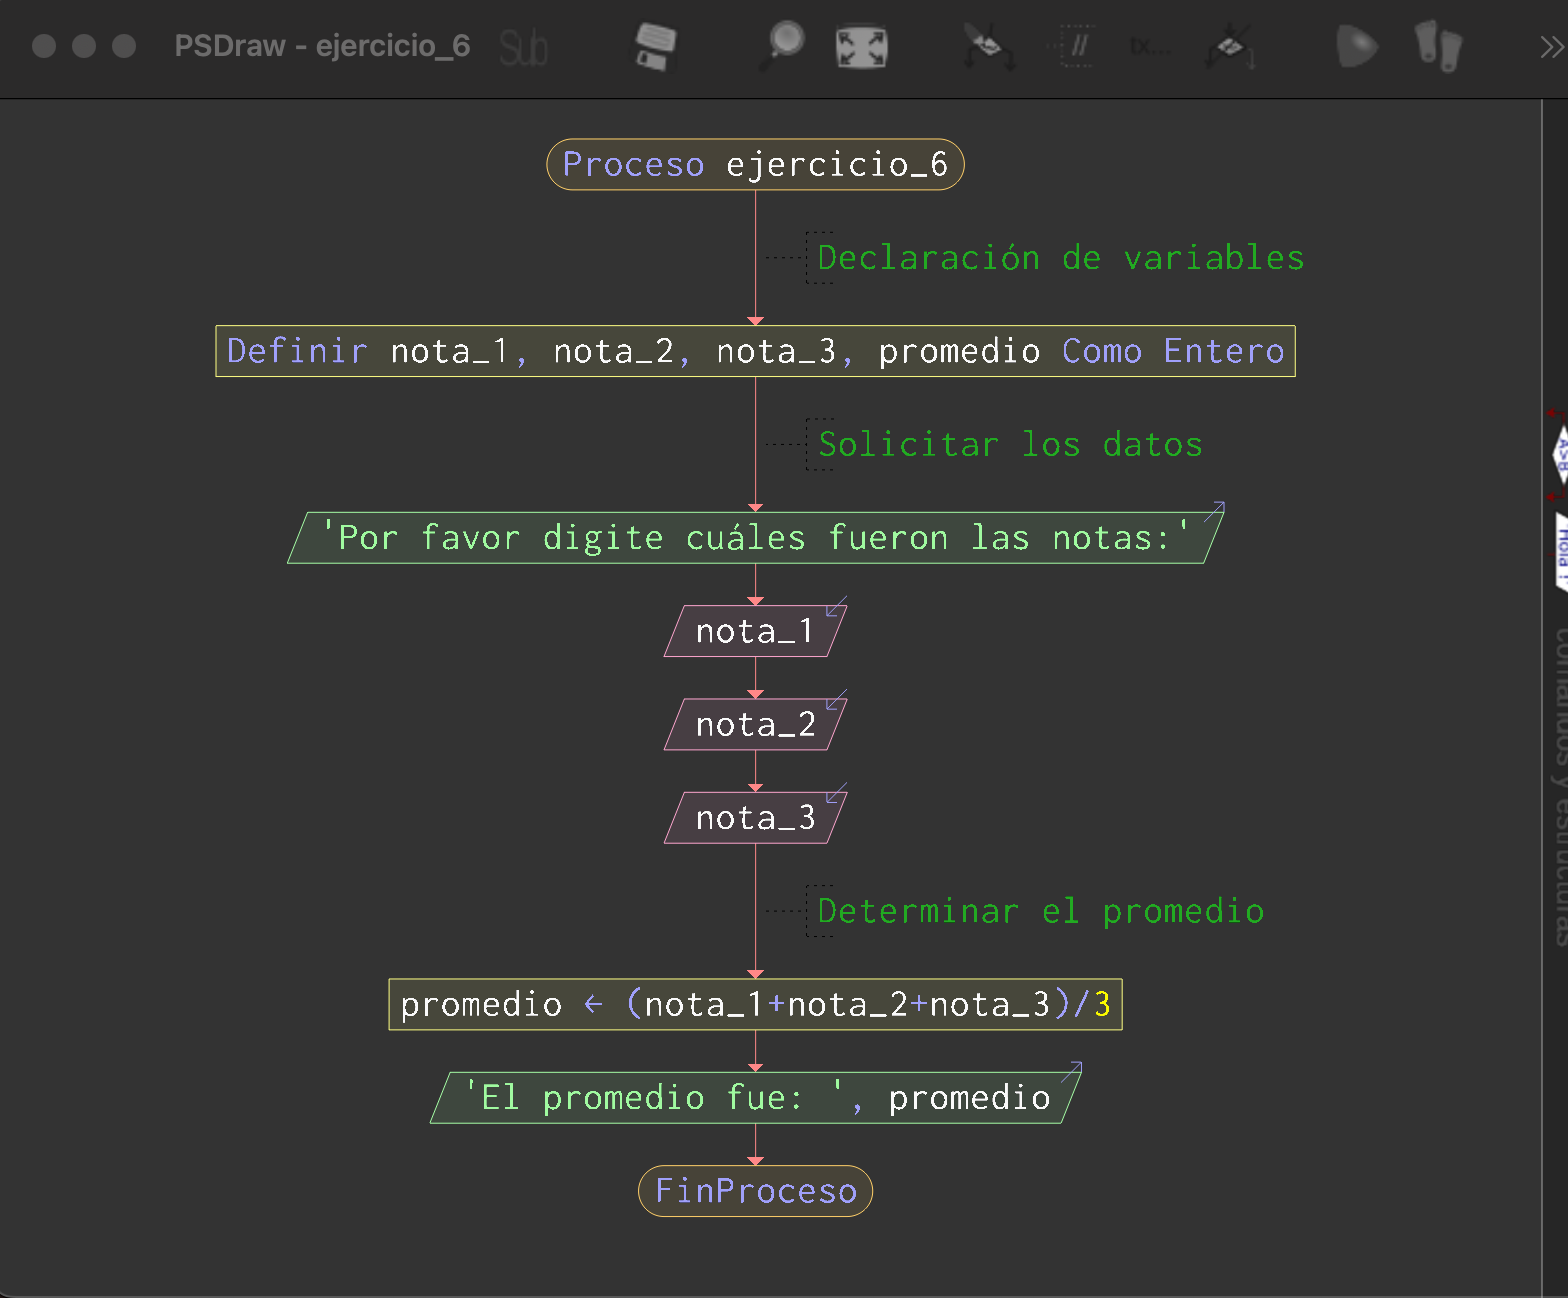 PSDraw - ejercicio_6
Sub
//
tx...
Proceso ejercicio_6
Declaración de variables
Definir nota_1, nota_2, nota_3, promedio Como Entero
Solicitar los datos
'Por favor digite cuáles fueron las notas:'
nota_1
nota_2
nota_3
Determinar el promedio
promedio ← (nota_1+nota_2+nota_3)/3
'El promedio fue: ', promedio
FinProceso
A>B
'Hola !'
comandos y estructuras